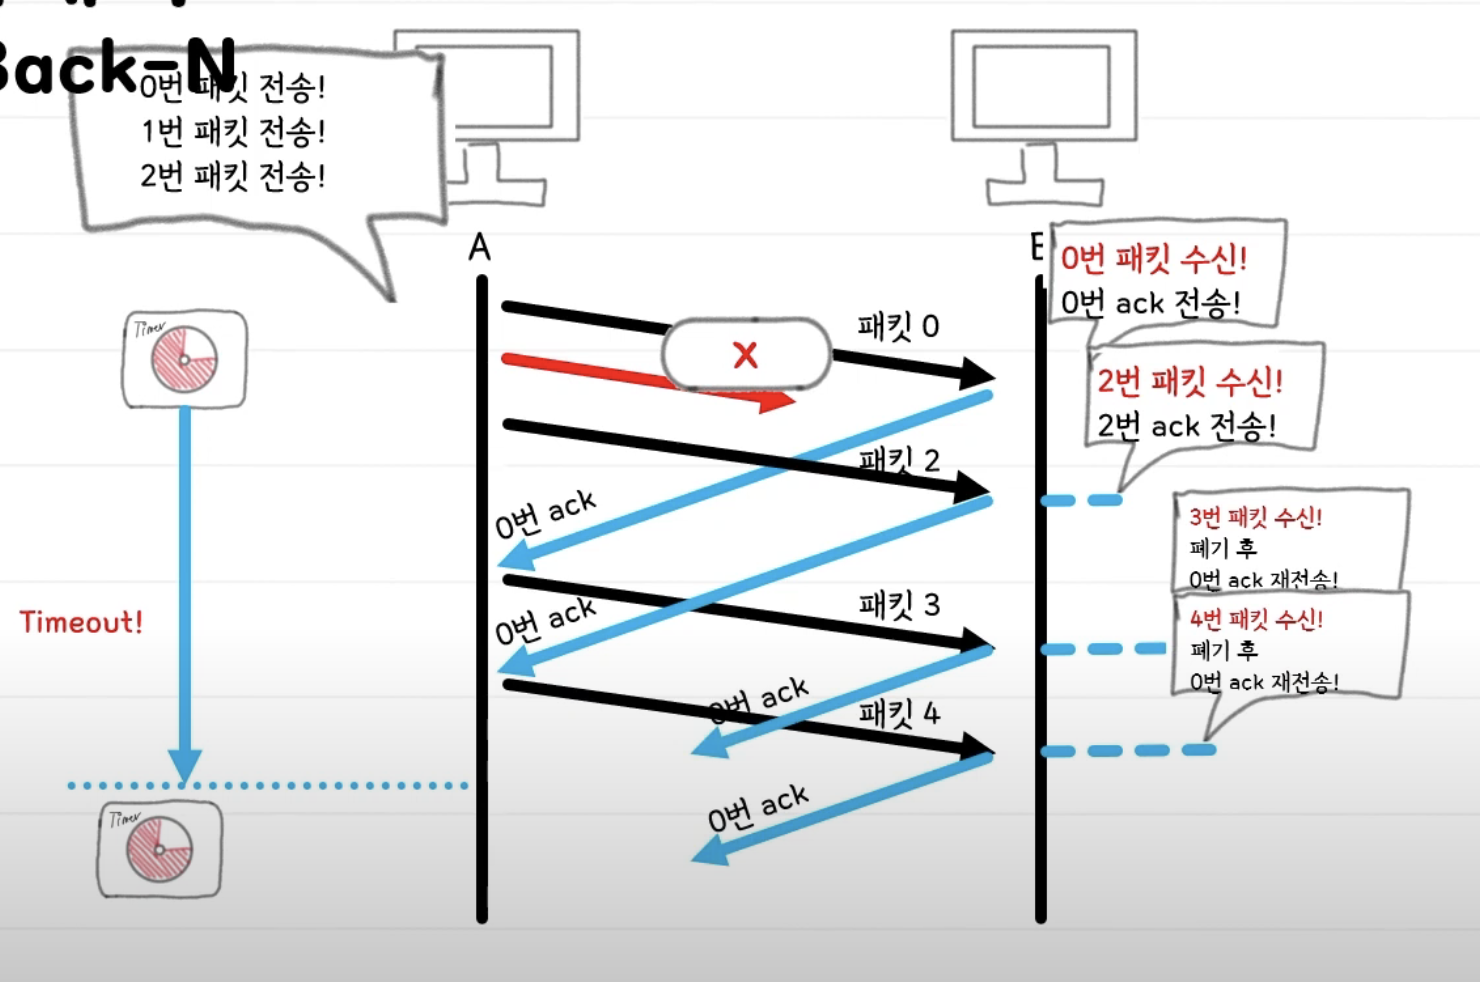 Back-N
0번 패킷 전송!
1번 패킷 전송!
2번 패킷 전송!
A
0번 패킷 수신!
0번 ack 전송!
Timer
패킷 0
X
2번 패킷 수신!
2번 ack 전송!
패킷 2
0번 ack
3번 패킷 수신!
폐기 후
0번 ack 재전송!
0번 ack
패킷 3
Timeout!
4번 패킷 수신!
폐기 후
0번 ack 재전송!
0번 ack
패킷 4
0번 ack
Timer